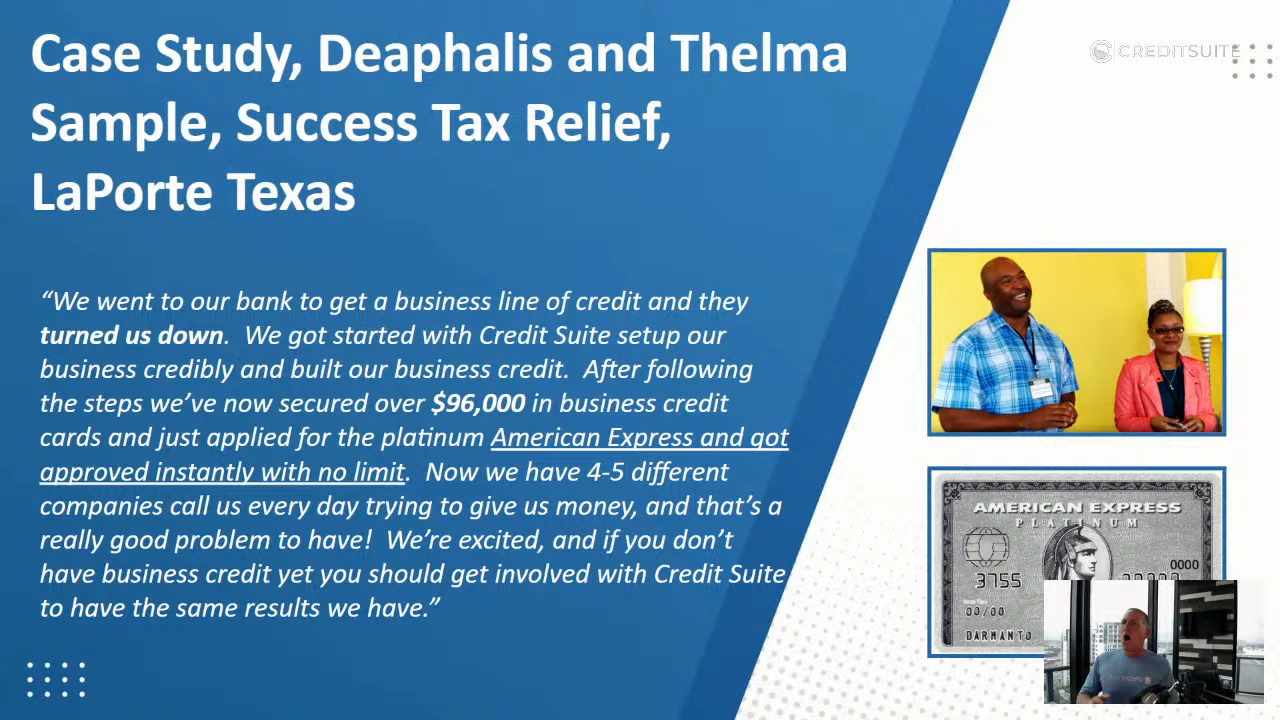 Case Study, Deaphalis and Thelma
Sample, Success Tax Relief,
LaPorte Texas
CREDITSUITE
“We went to our bank to get a business line of credit and they
turned us down.  We got started with Credit Suite setup our
business credibly and built our business credit.  After following
the steps we’ve now secured over $96,000 in business credit
cards and just applied for the platinum American Express and got
approved instantly with no limit.  Now we have 4-5 different
companies call us every day trying to give us money, and that’s a
really good problem to have!  We’re excited, and if you don’t
have business credit yet you should get involved with Credit Suite
to have the same results we have.”
AMERICAN EXPRESS
PLATINUM
0000
3755
00/00
DARMANTO